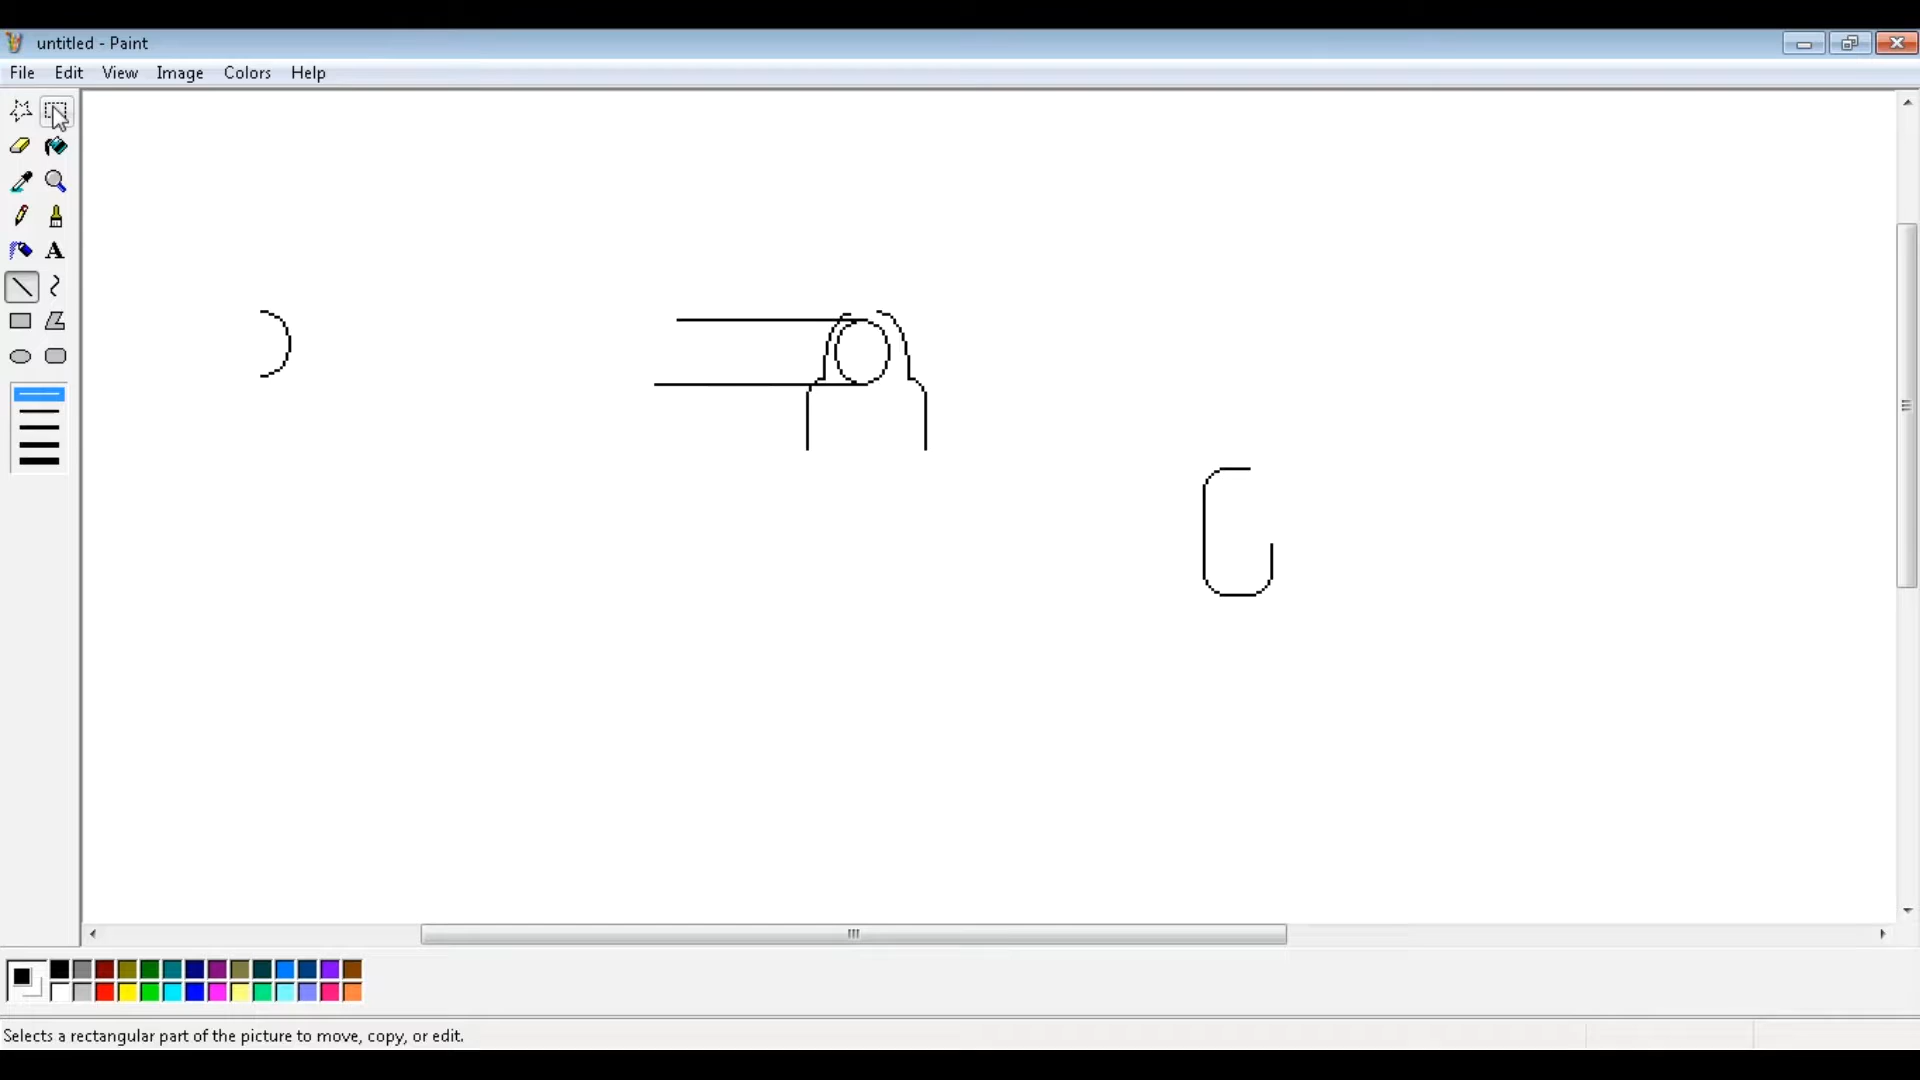 untitled - Paint
File Edit View Image Colors Help
A
Selects a rectangular part of the picture to move, copy, or edit.